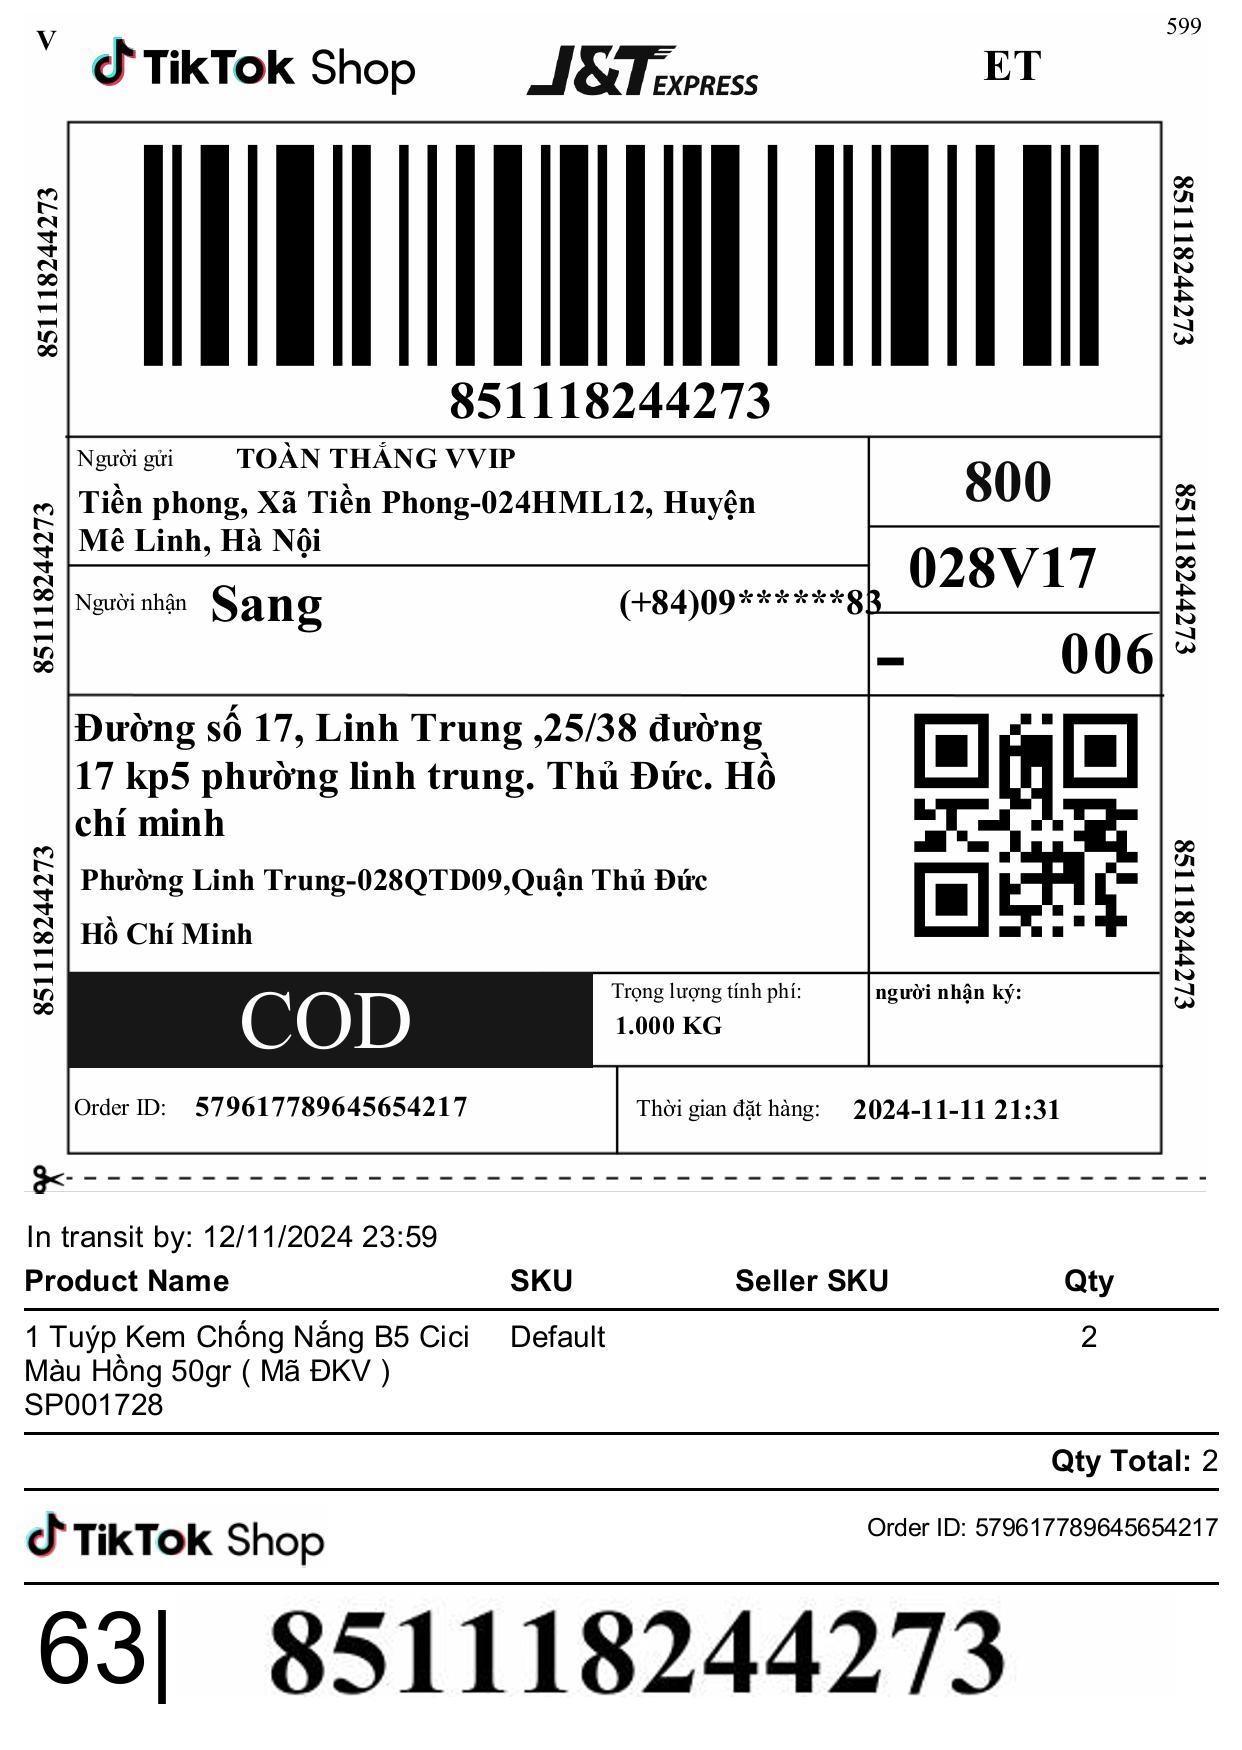 599
V
TikTok Shop
J&T EXPRESS
ET
851118244273
851118244273
851118244273
Người gửi TOÀN THẮNG VVIP
Tiền phong, Xã Tiền Phong-024HML12, Huyện
Mê Linh, Hà Nội
800
028V17
851118244273
851118244273
Người nhận Sang (+84)09******83
- 006
Đường số 17, Linh Trung ,25/38 đường
17 kp5 phường linh trung. Thủ Đức. Hồ
chí minh
Phường Linh Trung-028QTD09,Quận Thủ Đức
Hồ Chí Minh
851118244273
851118244273
COD
Trọng lượng tính phí:
1.000 KG
người nhận ký:
Order ID: 579617789645654217
Thời gian đặt hàng: 2024-11-11 21:31
In transit by: 12/11/2024 23:59
Product Name SKU Seller SKU Qty
1 Tuýp Kem Chống Nắng B5 Cici Default 2
Màu Hồng 50gr ( Mã ĐKV )
SP001728
Qty Total: 2
TikTok Shop
Order ID: 579617789645654217
63| 851118244273